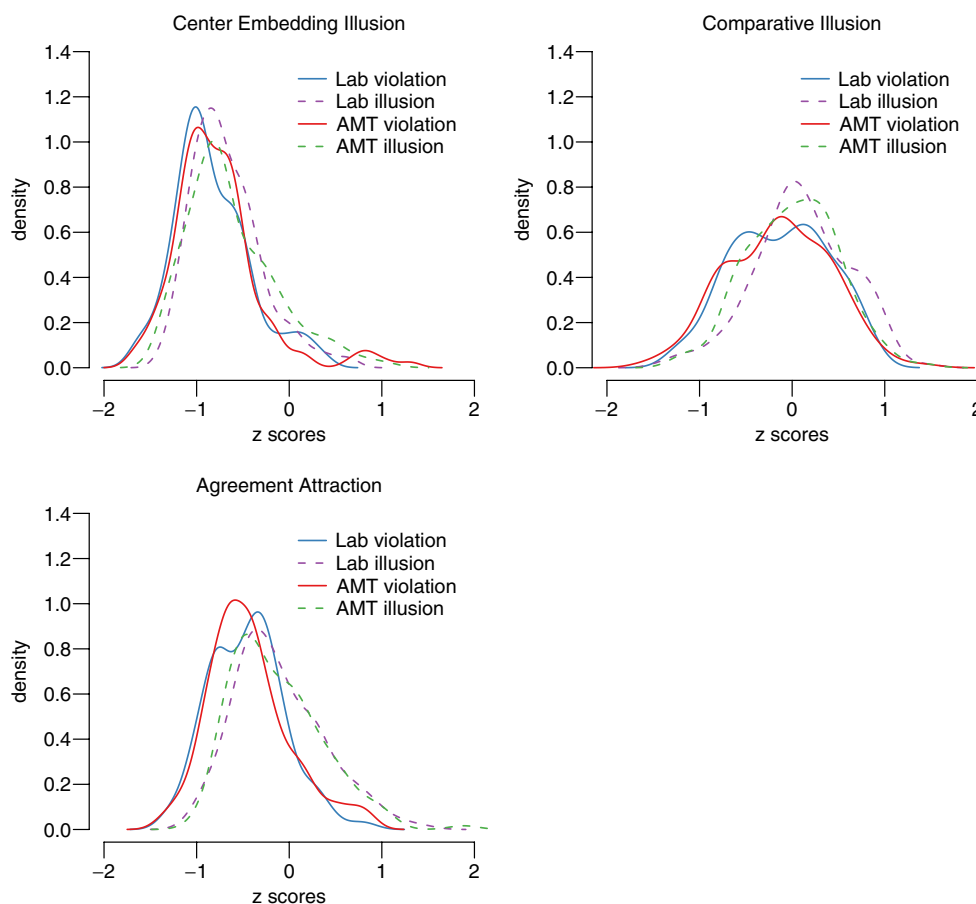 Center Embedding Illusion
1.4
1.2
1.0
0.8
0.6
0.4
0.2
0.0
density
Lab violation
Lab illusion
AMT violation
AMT illusion
−2
−1
0
1
2
z scores
Comparative Illusion
1.4
1.2
1.0
0.8
0.6
0.4
0.2
0.0
density
Lab violation
Lab illusion
AMT violation
AMT illusion
−2
−1
0
1
2
z scores
Agreement Attraction
1.4
1.2
1.0
0.8
0.6
0.4
0.2
0.0
density
Lab violation
Lab illusion
AMT violation
AMT illusion
−2
−1
0
1
2
z scores